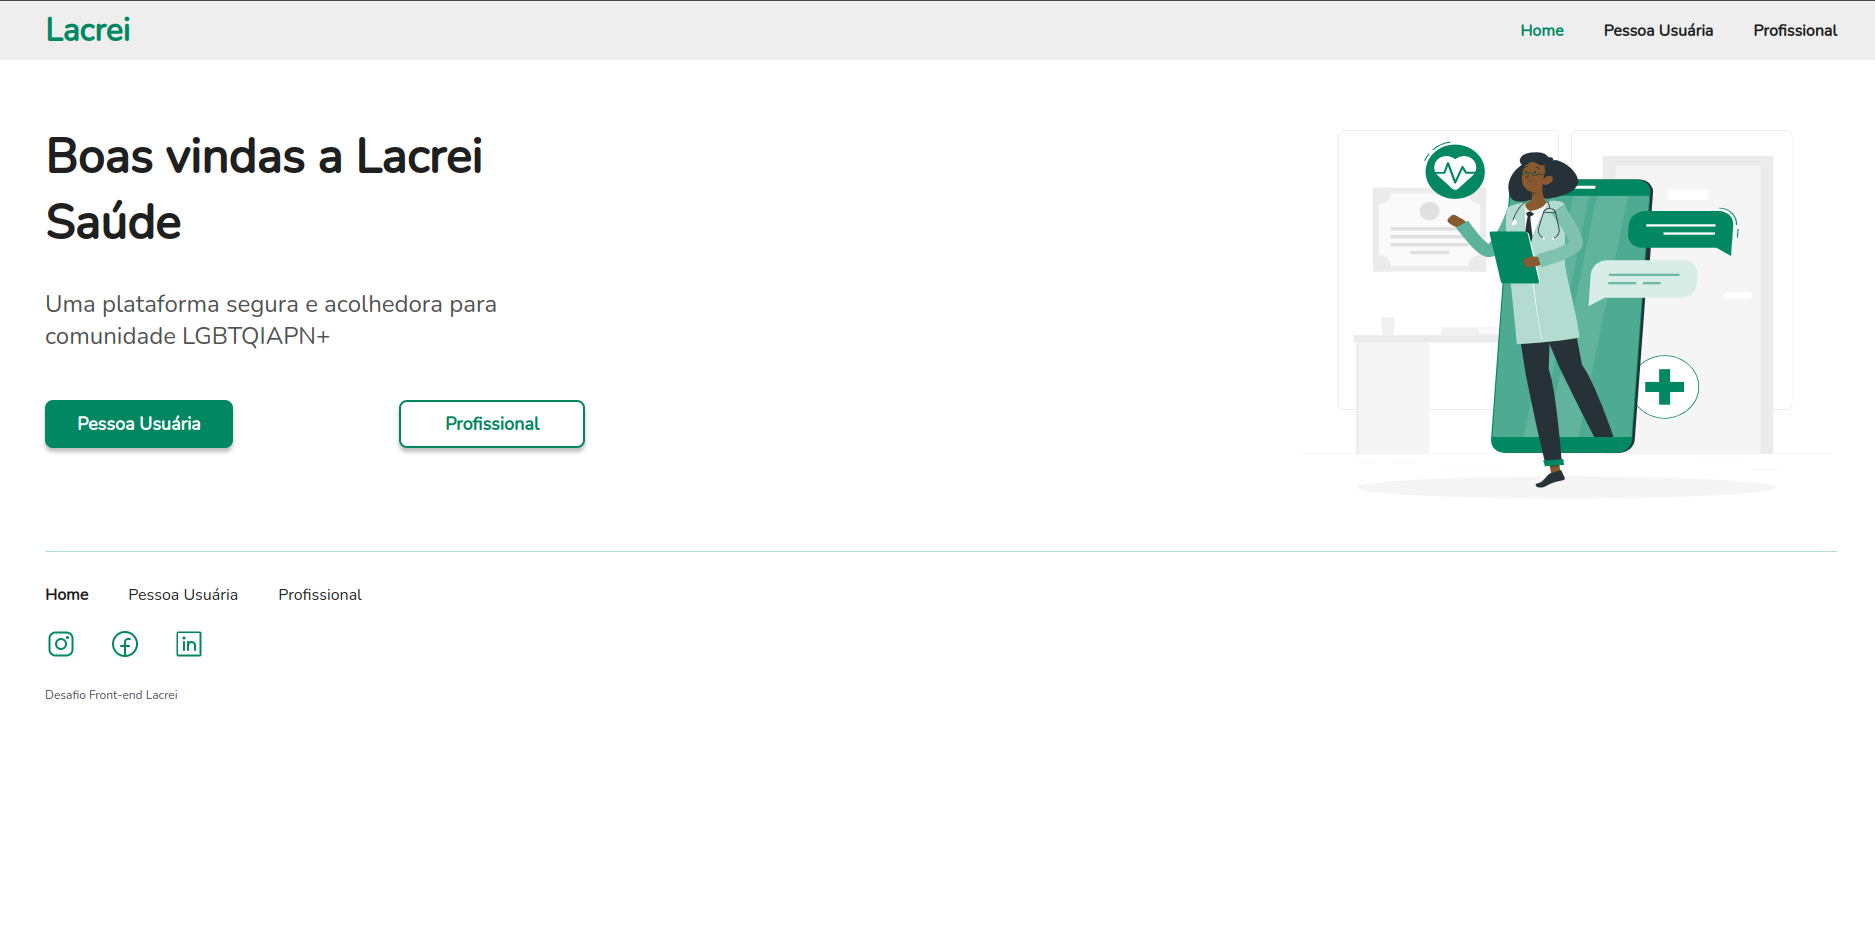 Lacrei
Home Pessoa Usuária Profissional
Boas vindas a Lacrei
Saúde
Uma plataforma segura e acolhedora para
comunidade LGBTQIAPN+
Pessoa Usuária Profissional
Home Pessoa Usuária Profissional
Desafio Front-end Lacrei